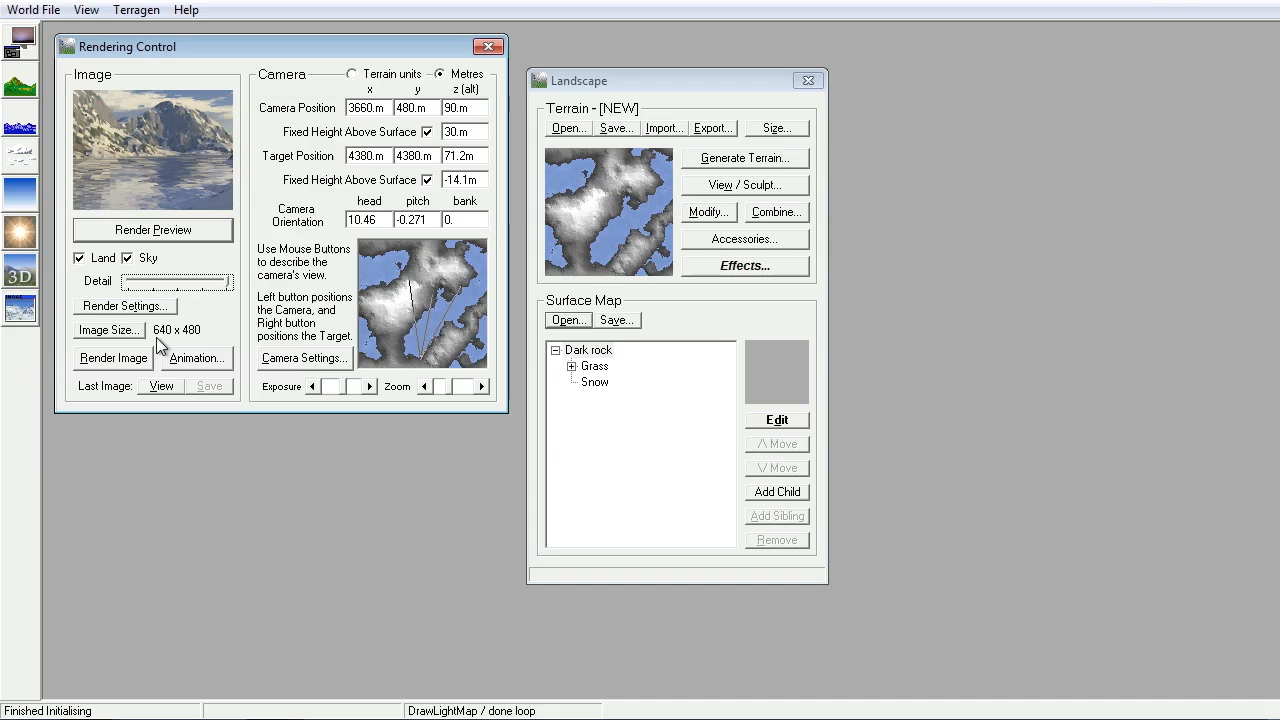 World File View Terragen Help
Rendering Control
Image
Render Preview
Land Sky
Detail
Render Settings...
Image Size... 640 x 480
Render Image Animation...
Last Image: View Save
Camera Terrain units Metres
x y z (alt)
Camera Position 3660.m 480.m 90.m
Fixed Height Above Surface 30.m
Target Position 4380.m 4380.m 71.2m
Fixed Height Above Surface -14.1m
head pitch bank
Camera Orientation 10.46 -0.271 0.
Use Mouse Buttons
to describe the
camera's view.
Left button positions
the Camera, and
Right button
positions the Target.
Camera Settings...
Exposure Zoom
Landscape
Terrain - [NEW]
Open... Save... Import... Export... Size...
Generate Terrain...
View / Sculpt...
Modify... Combine...
Accessories...
Effects...
Surface Map
Open... Save...
Dark rock
Grass
Snow
Edit
/\ Move
\/ Move
Add Child
Add Sibling
Remove
3D
IMAGE
Finished Initialising
DrawLightMap / done loop